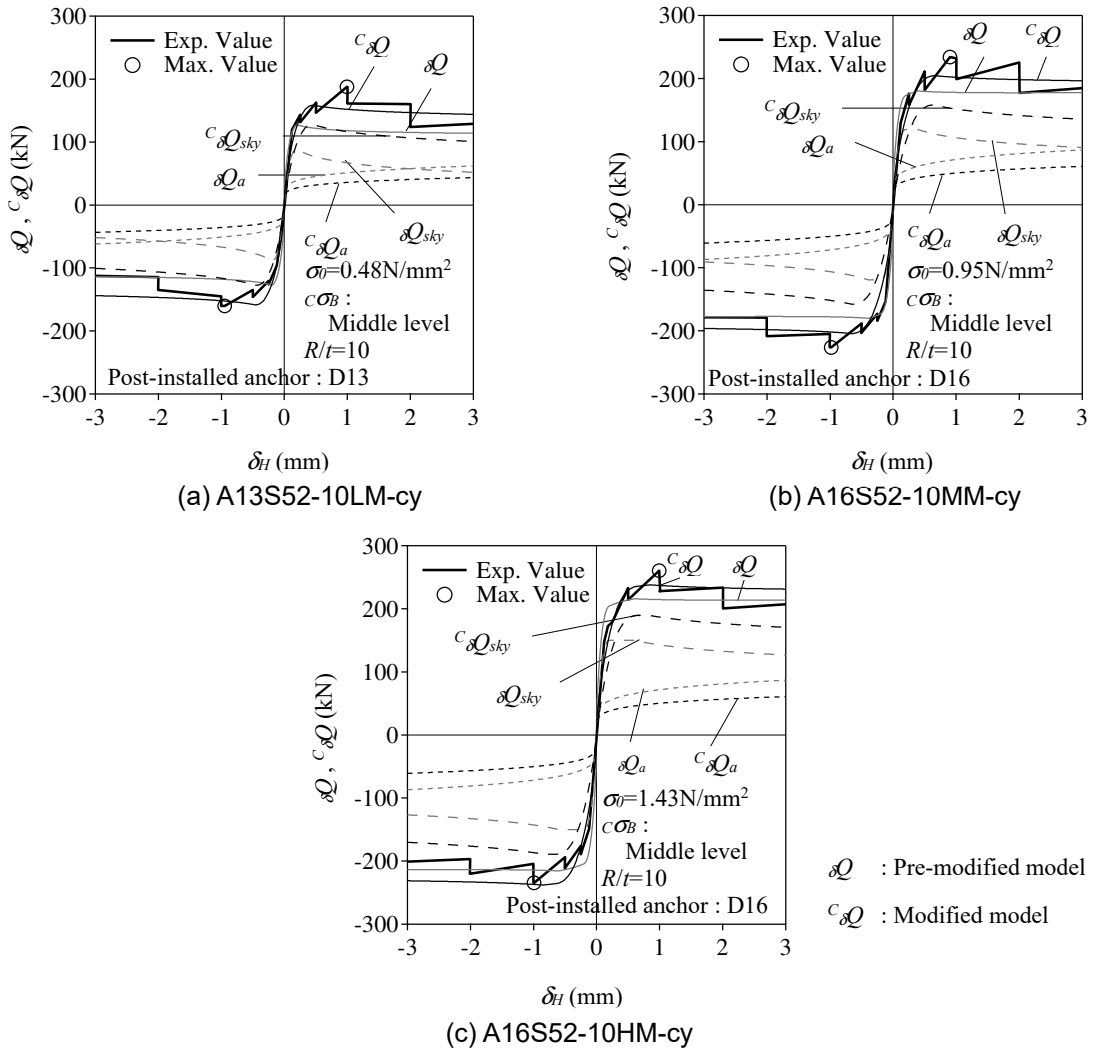 300
200
100
0
-100
-200
-300
δQ , CδQ (kN)
Exp. Value
Max. Value
CδQ
δQ
CδQsky
δQa
CδQa
δQsky
σ0=0.48N/mm2
CσB :
Middle level
R/t=10
Post-installed anchor : D13
-3 -2 -1 0 1 2 3
δH (mm)
(a) A13S52-10LM-cy
300
200
100
0
-100
-200
-300
δQ , CδQ (kN)
Exp. Value
Max. Value
δQ
CδQ
CδQsky
δQa
CδQa
δQsky
σ0=0.95N/mm2
CσB :
Middle level
R/t=10
Post-installed anchor : D16
-3 -2 -1 0 1 2 3
δH (mm)
(b) A16S52-10MM-cy
300
200
100
0
-100
-200
-300
δQ , CδQ (kN)
Exp. Value
Max. Value
CδQ
δQ
CδQsky
δQsky
δQa
CδQa
σ0=1.43N/mm2
CσB :
Middle level
R/t=10
Post-installed anchor : D16
-3 -2 -1 0 1 2 3
δH (mm)
(c) A16S52-10HM-cy
δQ : Pre-modified model
CδQ : Modified model